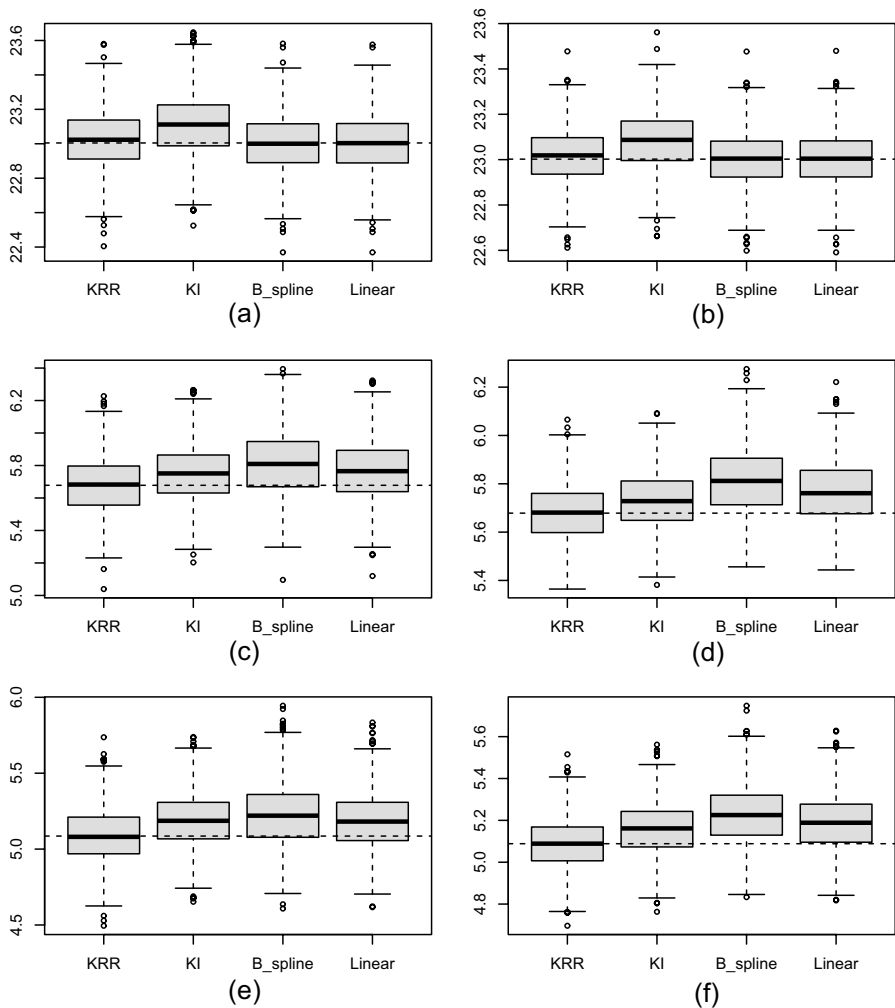 23.6
23.2
22.8
22.4
KRR KI B_spline Linear
(a)
23.6
23.4
23.2
23.0
22.8
22.6
KRR KI B_spline Linear
(b)
6.2
5.8
5.4
5.0
KRR KI B_spline Linear
(c)
6.2
6.0
5.8
5.6
5.4
KRR KI B_spline Linear
(d)
6.0
5.5
5.0
4.5
KRR KI B_spline Linear
(e)
5.6
5.4
5.2
5.0
4.8
KRR KI B_spline Linear
(f)